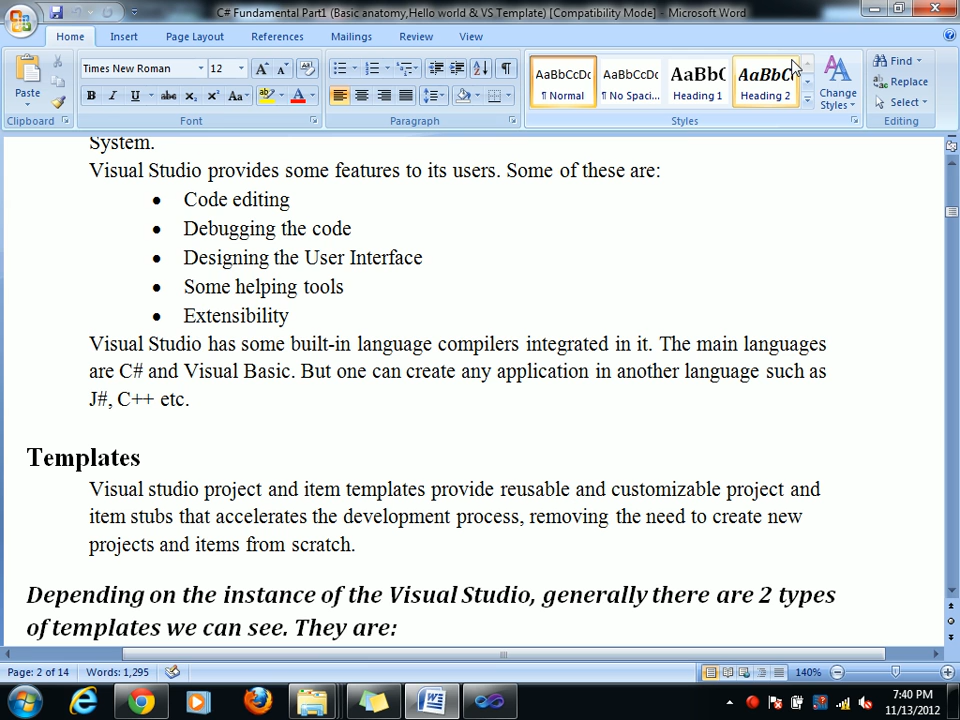 C# Fundamental Part1 (Basic anatomy,Hello world & VS Template) [Compatibility Mode] - Microsoft Word
Home Insert Page Layout References Mailings Review View
Paste
Times New Roman 12
B I U abe X₂ X² Aa A
AaBbCcDc AaBbCcDc AaBbC AaBbC
¶ Normal ¶ No Spaci... Heading 1 Heading 2
Change Styles
Find
Replace
Select
Clipboard Font Paragraph Styles Editing
System.
Visual Studio provides some features to its users. Some of these are:
• Code editing
• Debugging the code
• Designing the User Interface
• Some helping tools
• Extensibility
Visual Studio has some built-in language compilers integrated in it. The main languages
are C# and Visual Basic. But one can create any application in another language such as
J#, C++ etc.
Templates
Visual studio project and item templates provide reusable and customizable project and
item stubs that accelerates the development process, removing the need to create new
projects and items from scratch.
Depending on the instance of the Visual Studio, generally there are 2 types
of templates we can see. They are:
Page: 2 of 14 Words: 1,295 140%
7:40 PM
11/13/2012